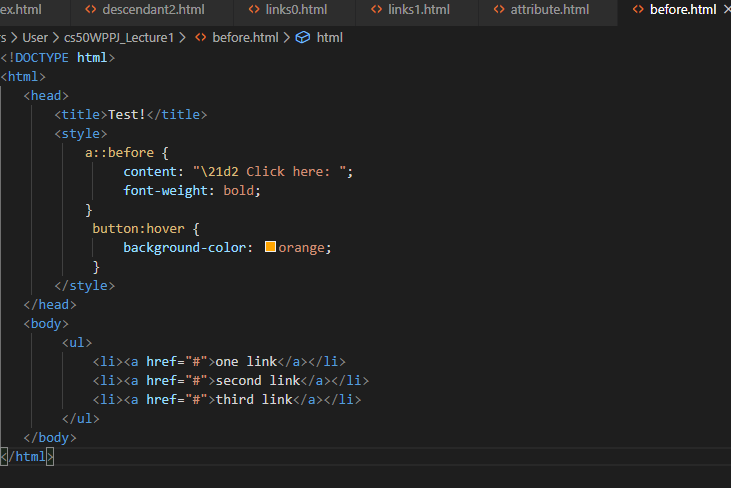 ex.html descendant2.html links0.html links1.html attribute.html before.html
s > User > cs50WPPJ_Lecture1 > before.html > html
<!DOCTYPE html>
<html>
<head>
<title>Test!</title>
<style>
a::before {
content: "\21d2 Click here: ";
font-weight: bold;
}
button:hover {
background-color: orange;
}
</style>
</head>
<body>
<ul>
<li><a href="#">one link</a></li>
<li><a href="#">second link</a></li>
<li><a href="#">third link</a></li>
</ul>
</body>
</html>